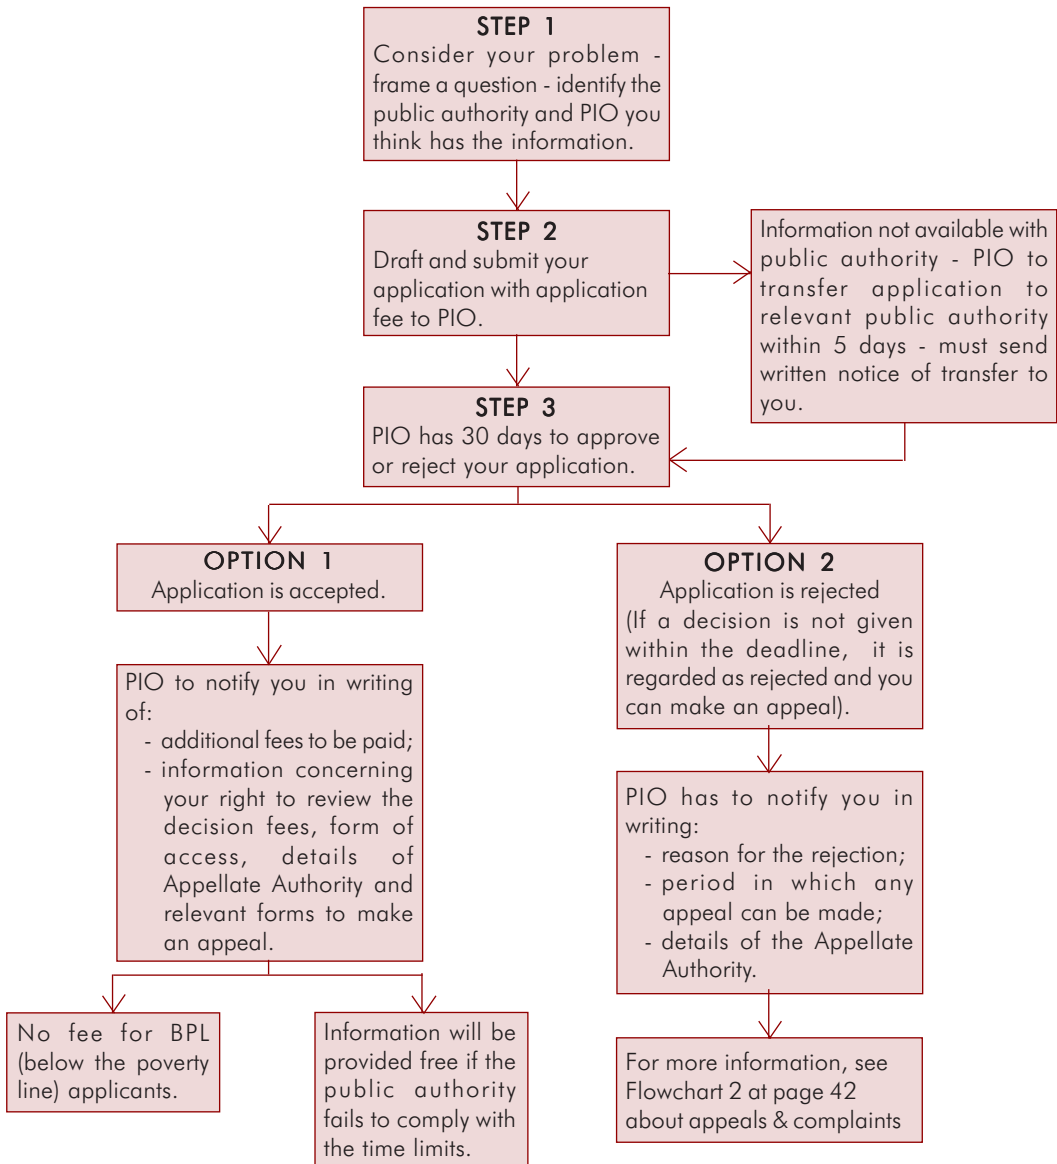 STEP 1
Consider your problem -
frame a question - identify the
public authority and PIO you
think has the information.
STEP 2
Draft and submit your
application with application
fee to PIO.
Information not available with
public authority - PIO to
transfer application to
relevant public authority
within 5 days - must send
written notice of transfer to
you.
STEP 3
PIO has 30 days to approve
or reject your application.
OPTION 1
Application is accepted.
PIO to notify you in writing
of:
- additional fees to be paid;
- information concerning
your right to review the
decision fees, form of
access, details of
Appellate Authority and
relevant forms to make
an appeal.
No fee for BPL
(below the poverty
line) applicants.
Information will be
provided free if the
public authority
fails to comply with
the time limits.
OPTION 2
Application is rejected
(If a decision is not given
within the deadline, it is
regarded as rejected and you
can make an appeal).
PIO has to notify you in
writing:
- reason for the rejection;
- period in which any
appeal can be made;
- details of the Appellate
Authority.
For more information, see
Flowchart 2 at page 42
about appeals & complaints